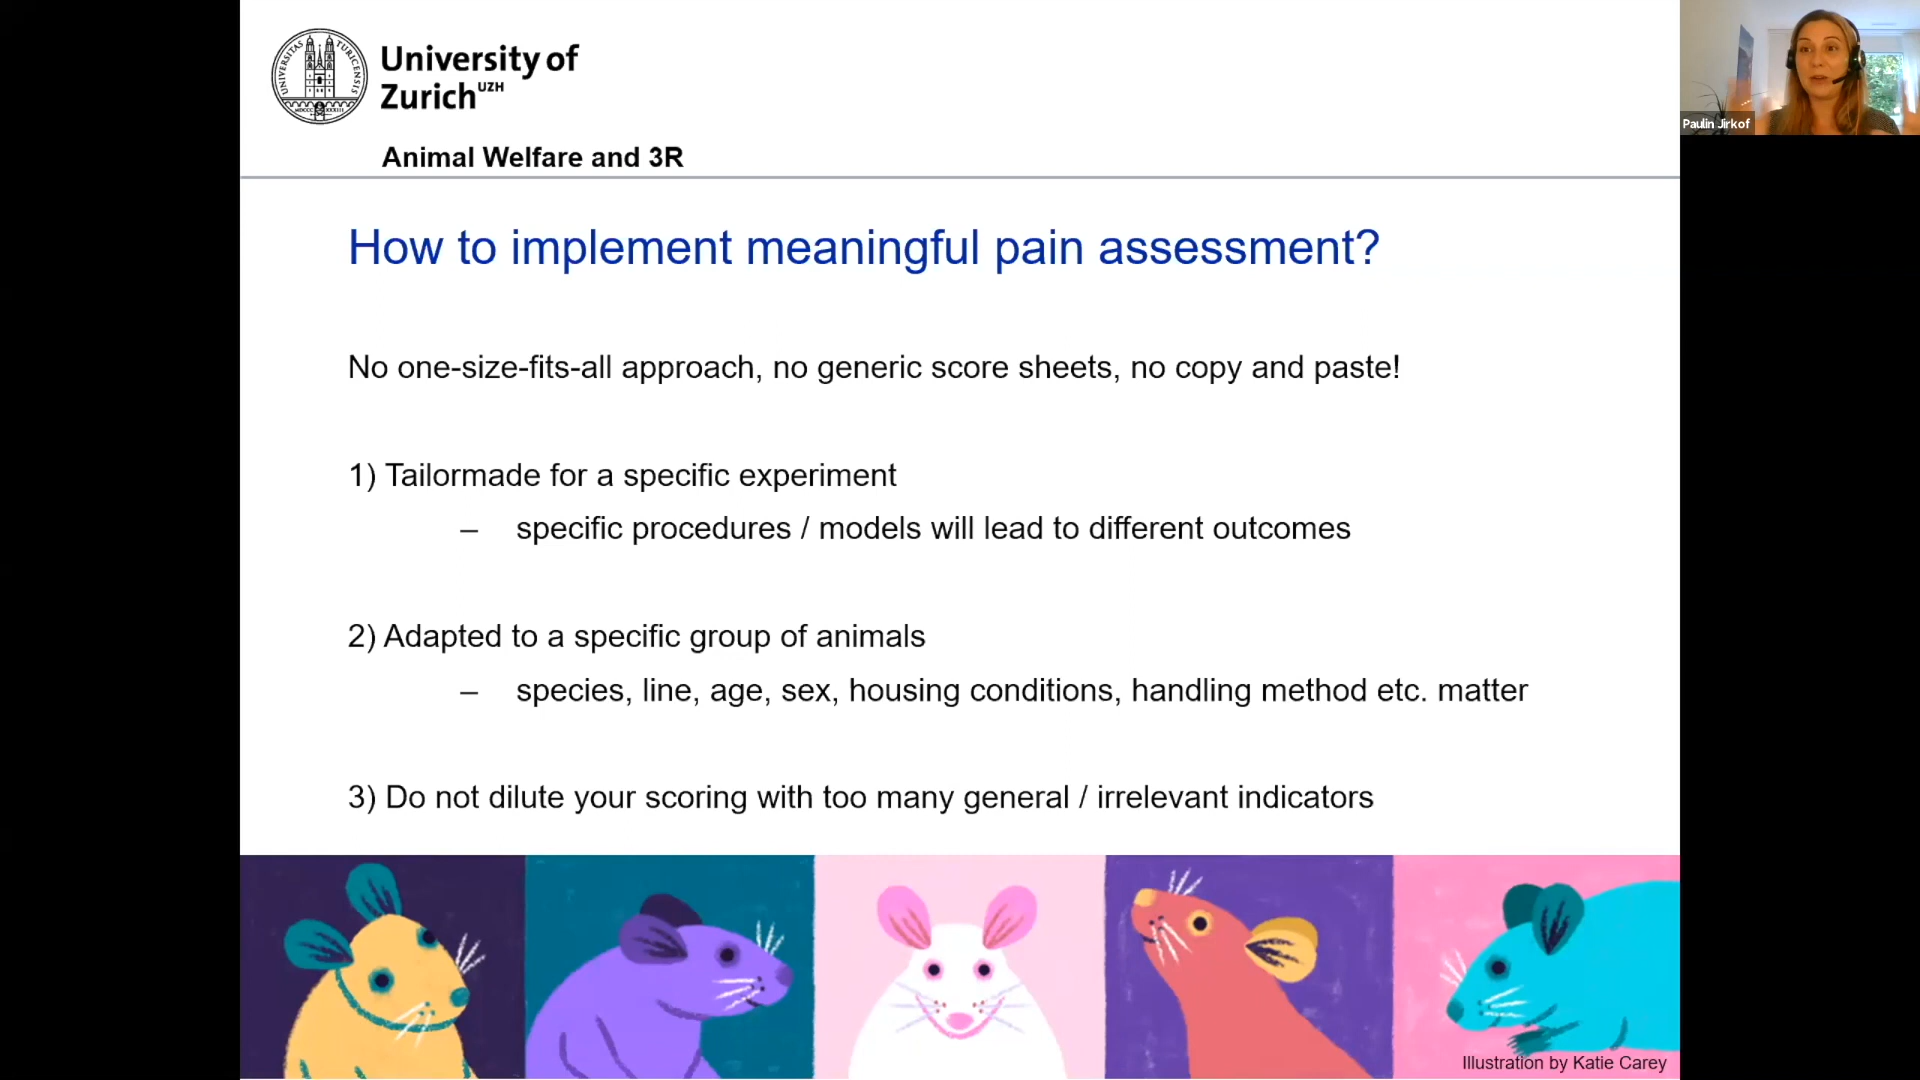 UNIVERSITAS TURICENSIS
MDCCC XXXIII
University of
Zurich UZH
Animal Welfare and 3R
Paulin Jirkof
How to implement meaningful pain assessment?
No one-size-fits-all approach, no generic score sheets, no copy and paste!
1) Tailormade for a specific experiment
– specific procedures / models will lead to different outcomes
2) Adapted to a specific group of animals
– species, line, age, sex, housing conditions, handling method etc. matter
3) Do not dilute your scoring with too many general / irrelevant indicators
Illustration by Katie Carey